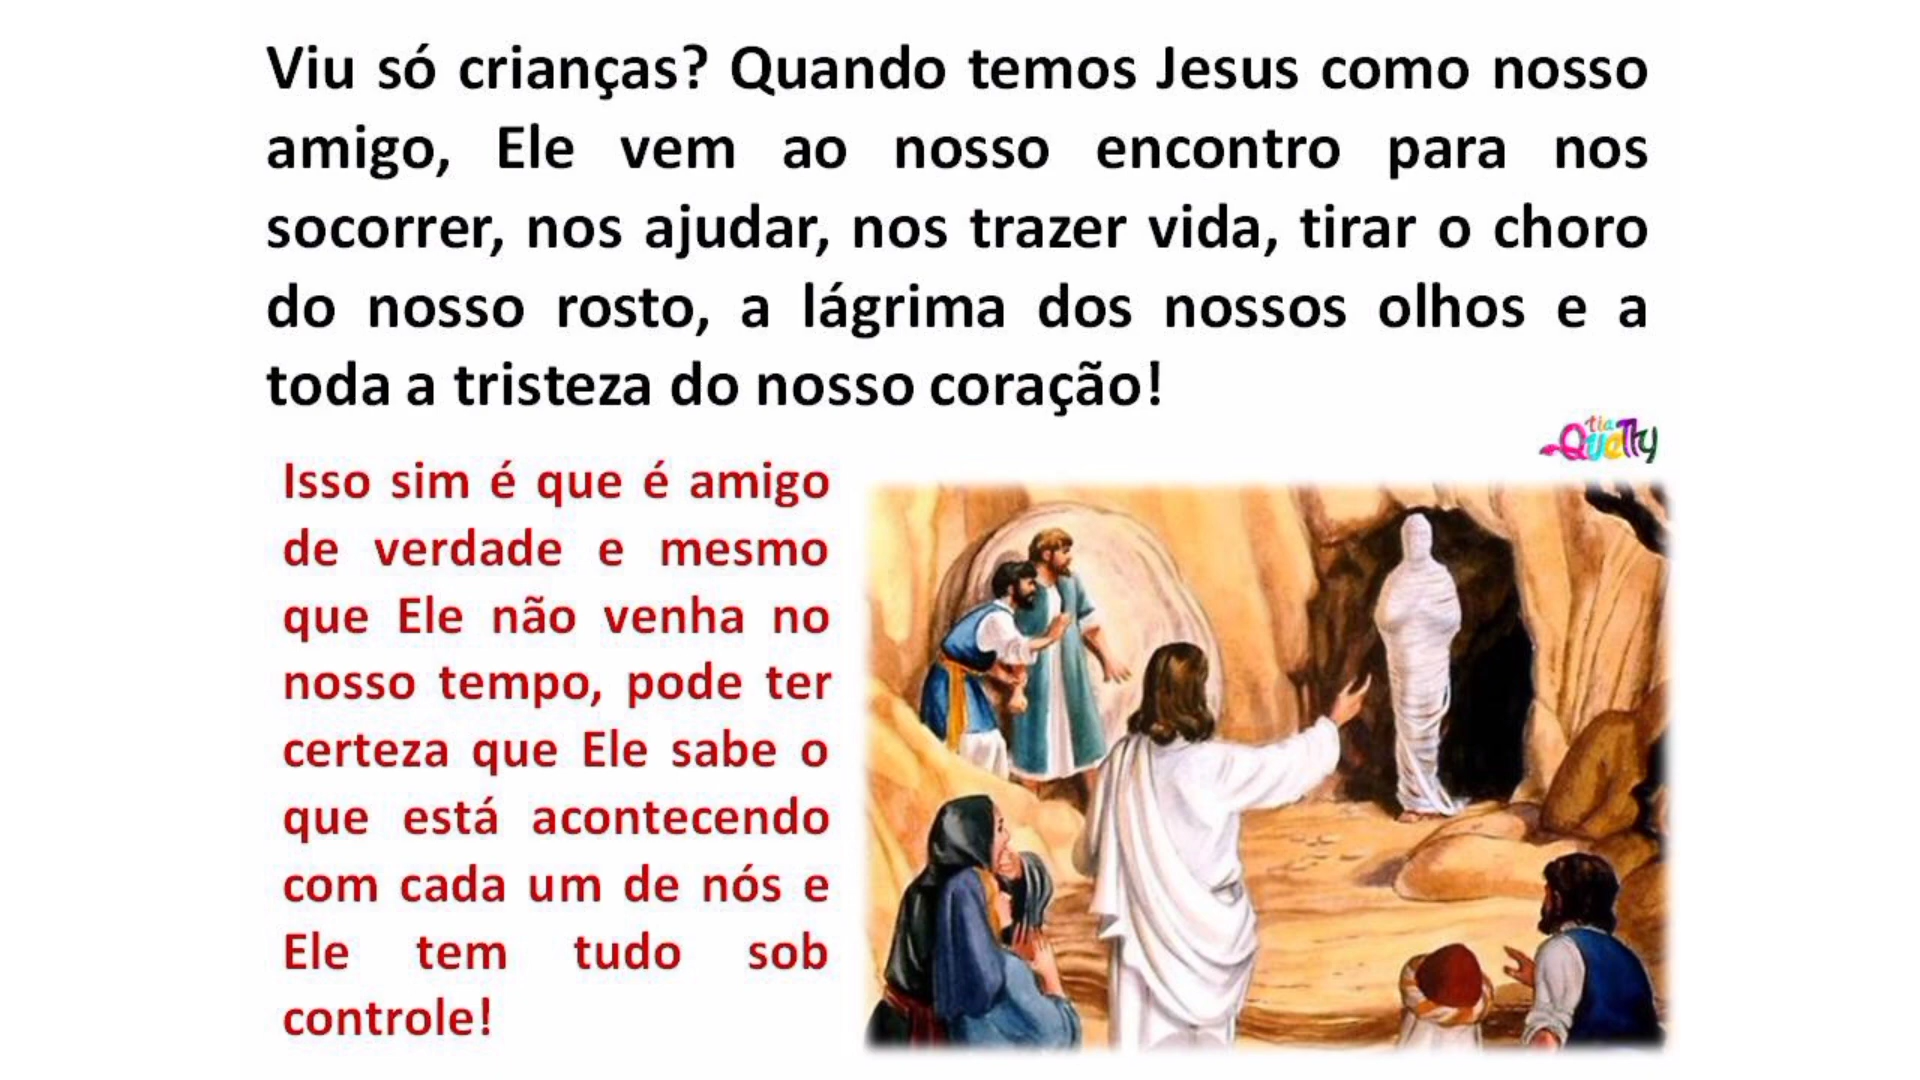 Viu só crianças? Quando temos Jesus como nosso
amigo, Ele vem ao nosso encontro para nos
socorrer, nos ajudar, nos trazer vida, tirar o choro
do nosso rosto, a lágrima dos nossos olhos e a
toda a tristeza do nosso coração!
tia
Quelly
Isso sim é que é amigo
de verdade e mesmo
que Ele não venha no
nosso tempo, pode ter
certeza que Ele sabe o
que está acontecendo
com cada um de nós e
Ele tem tudo sob
controle!